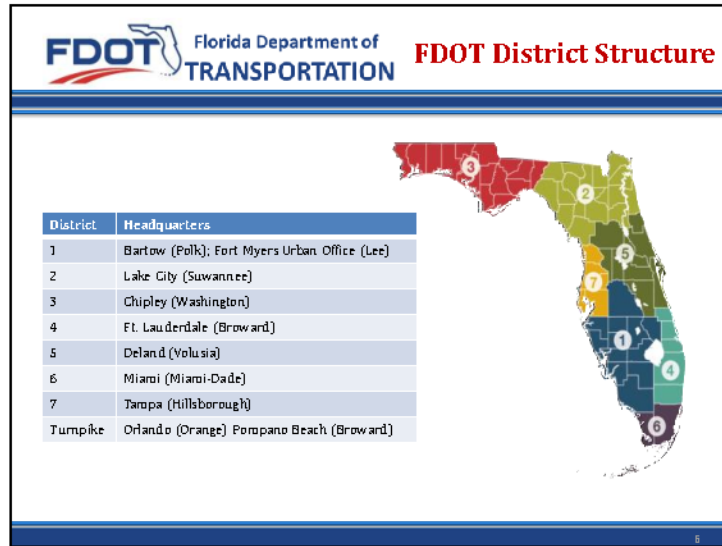 FDOT Florida Department of TRANSPORTATION
FDOT District Structure
District Headquarters
1 Bartow (Polk); Fort Myers Urban Office (Lee)
2 Lake City (Suwannee)
3 Chipley (Washington)
4 Ft. Lauderdale (Broward)
5 Deland (Volusia)
6 Miami (Miami-Dade)
7 Tampa (Hillsborough)
Turnpike Orlando (Orange) Pompano Beach (Broward)
3
2
5
7
1
4
6
6